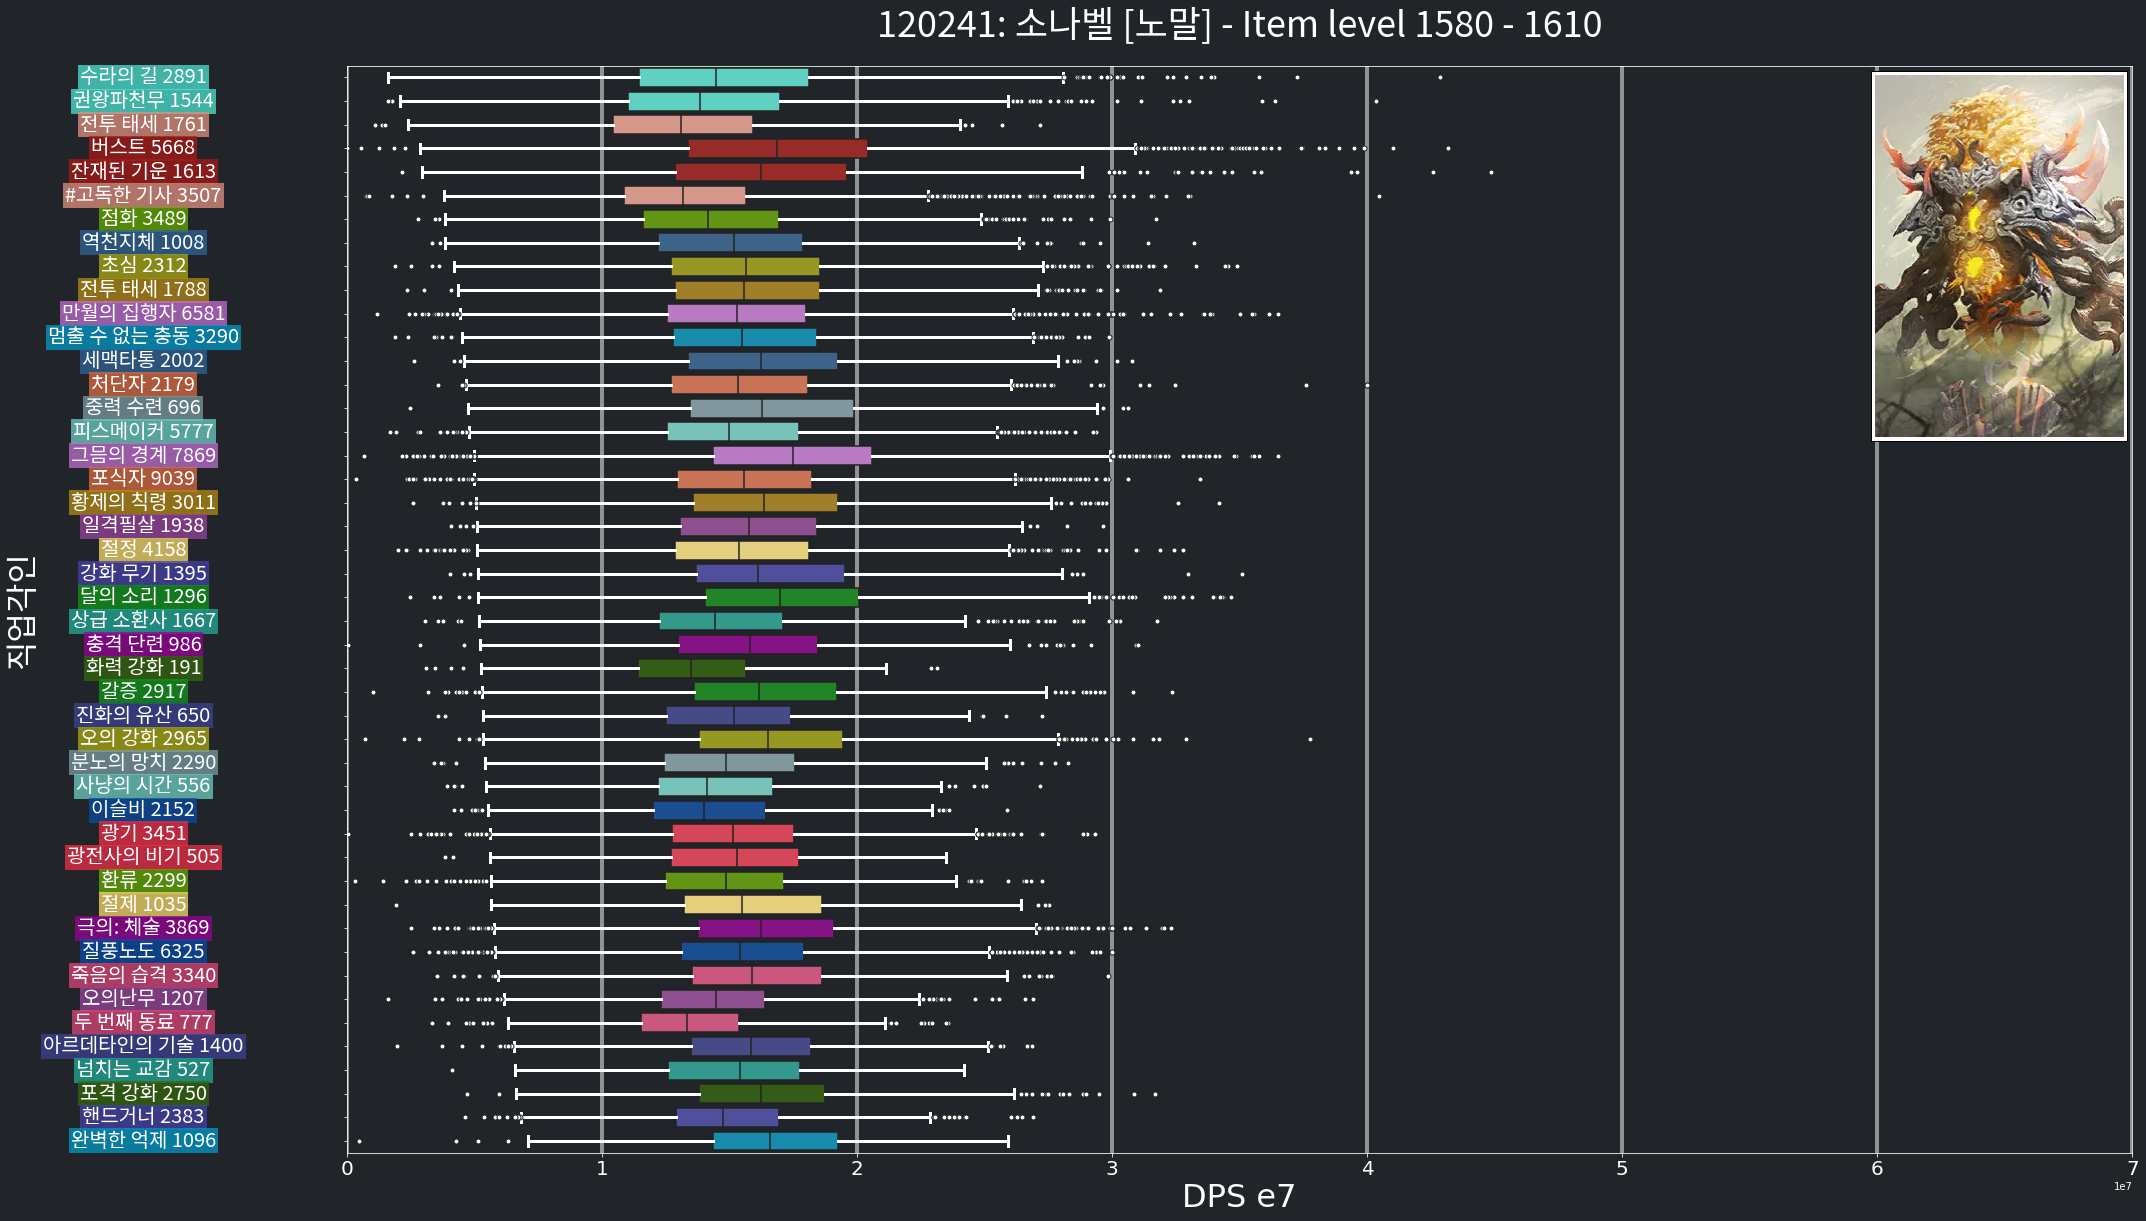 120241: 소나벨 [노말] - Item level 1580 - 1610
직업각인
수라의 길 2891
권왕파천무 1544
전투 태세 1761
버스트 5668
잔재된 기운 1613
#고독한 기사 3507
점화 3489
역천지체 1008
초심 2312
전투 태세 1788
만월의 집행자 6581
멈출 수 없는 충동 3290
세맥타통 2002
처단자 2179
중력 수련 696
피스메이커 5777
그믐의 경계 7869
포식자 9039
황제의 칙령 3011
일격필살 1938
절정 4158
강화 무기 1395
달의 소리 1296
상급 소환사 1667
충격 단련 986
화력 강화 191
갈증 2917
진화의 유산 650
오의 강화 2965
분노의 망치 2290
사냥의 시간 556
이슬비 2152
광기 3451
광전사의 비기 505
환류 2299
절제 1035
극의: 체술 3869
질풍노도 6325
죽음의 습격 3340
오의난무 1207
두 번째 동료 777
아르데타인의 기술 1400
넘치는 교감 527
포격 강화 2750
핸드거너 2383
완벽한 억제 1096
0 1 2 3 4 5 6 7
1e7
DPS e7